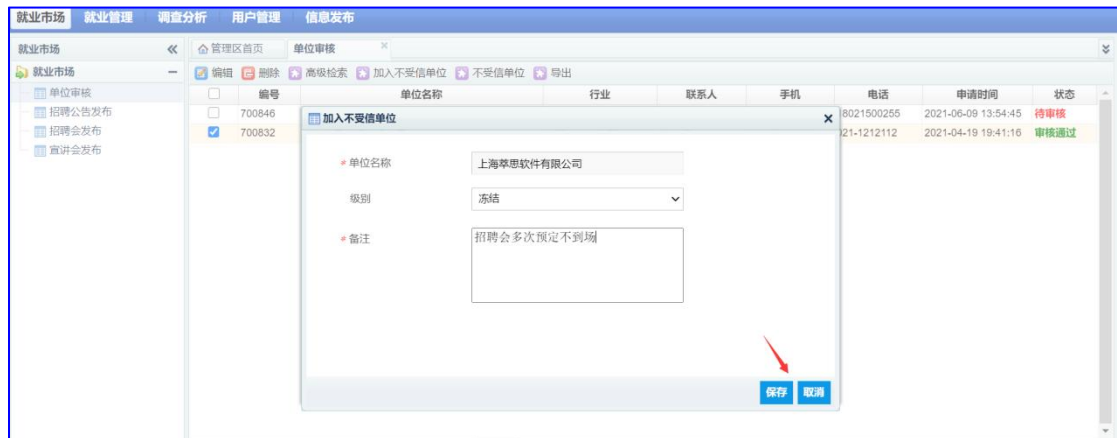 就业市场 就业管理 调查分析 用户管理 信息发布
就业市场 管理区首页 单位审核
就业市场 编辑 删除 高级检索 加入不受信单位 不受信单位 导出
单位审核 编号 单位名称 行业 联系人 手机 电话 申请时间 状态
招聘公告发布 700846 8021500255 2021-06-09 13:54:45 待审核
招聘会发布 700832 21-1212112 2021-04-19 19:41:16 审核通过
宣讲会发布
加入不受信单位
* 单位名称 上海萃思软件有限公司
级别 冻结
* 备注 招聘会多次预定不到场
保存 取消